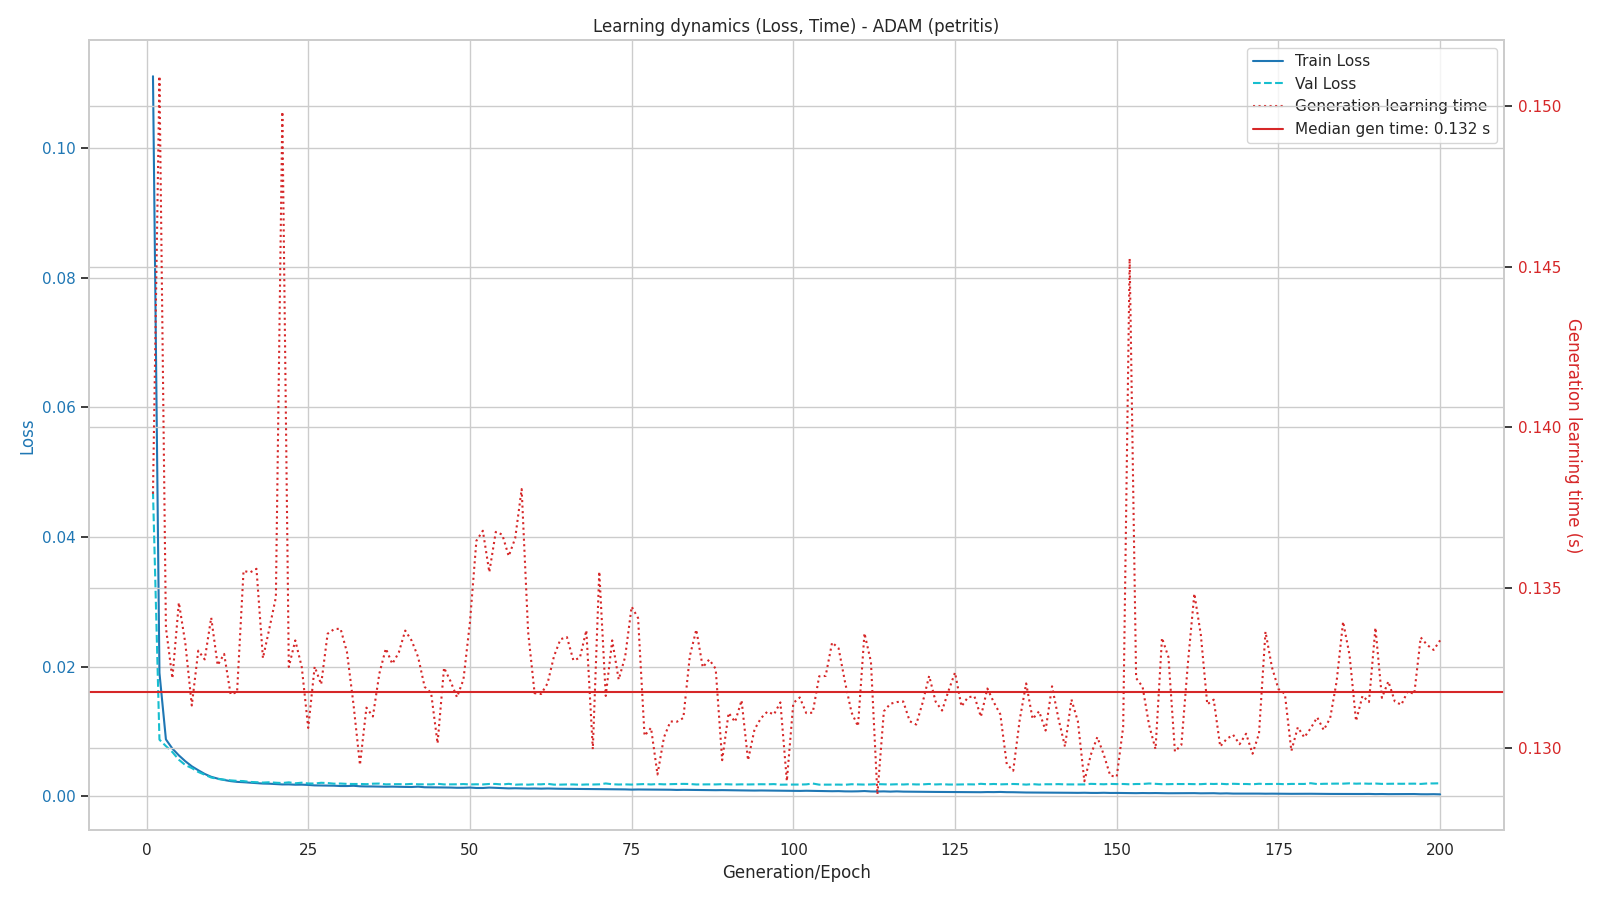 Learning dynamics (Loss, Time) - ADAM (petritis)
Train Loss
Val Loss
Generation learning time
Median gen time: 0.132 s
0.10
0.08
0.06
0.04
0.02
0.00
Loss
0.150
0.145
0.140
0.135
0.130
Generation learning time (s)
0 25 50 75 100 125 150 175 200
Generation/Epoch